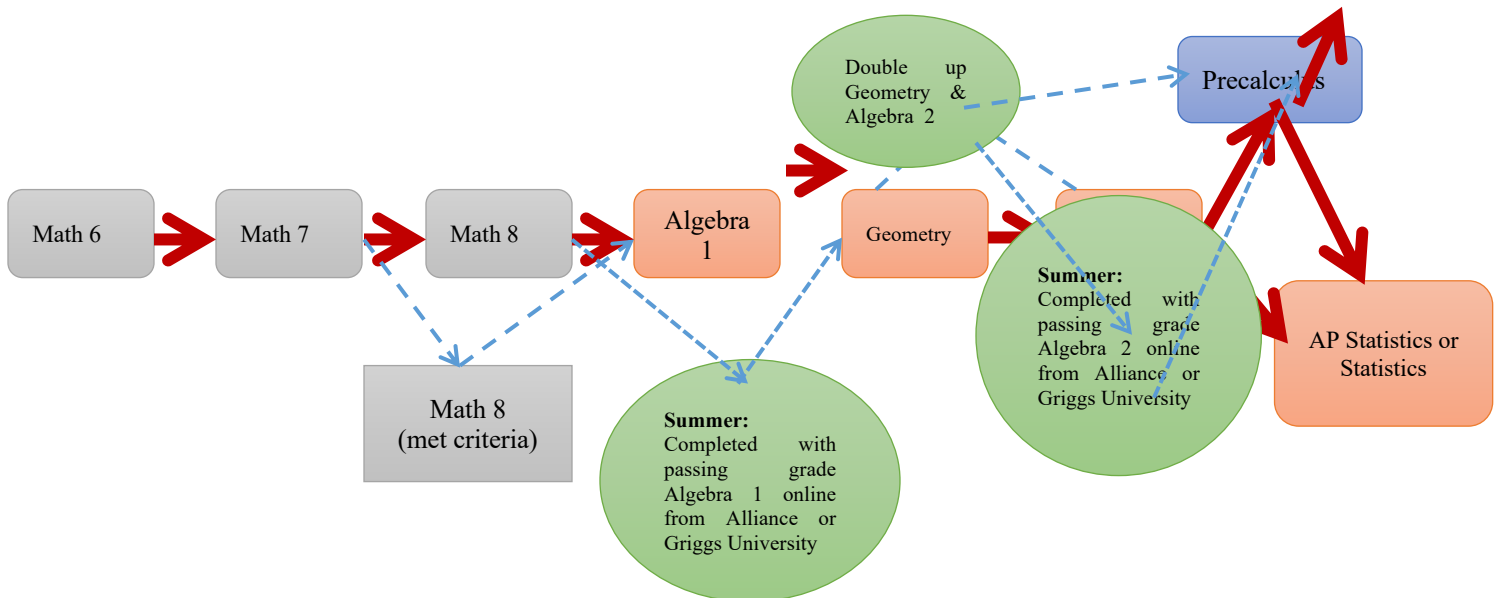 Double up
Geometry &
Algebra 2
Precalculus
Math 6
Math 7
Math 8
Algebra
1
Geometry
Summer:
Completed with
passing grade
Algebra 2 online
from Alliance or
Griggs University
AP Statistics or
Statistics
Math 8
(met criteria)
Summer:
Completed with
passing grade
Algebra 1 online
from Alliance or
Griggs University